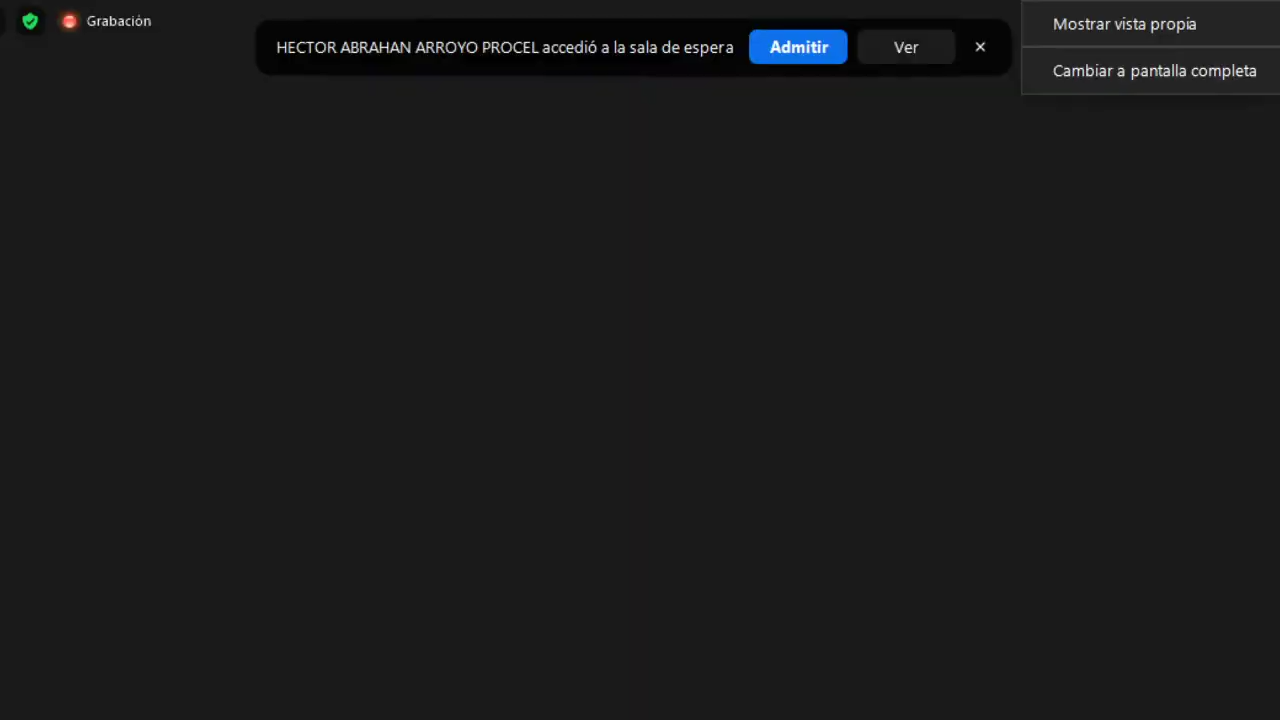 Grabación
HECTOR ABRAHAN ARROYO PROCEL accedió a la sala de espera
Admitir
Ver
Mostrar vista propia
Cambiar a pantalla completa